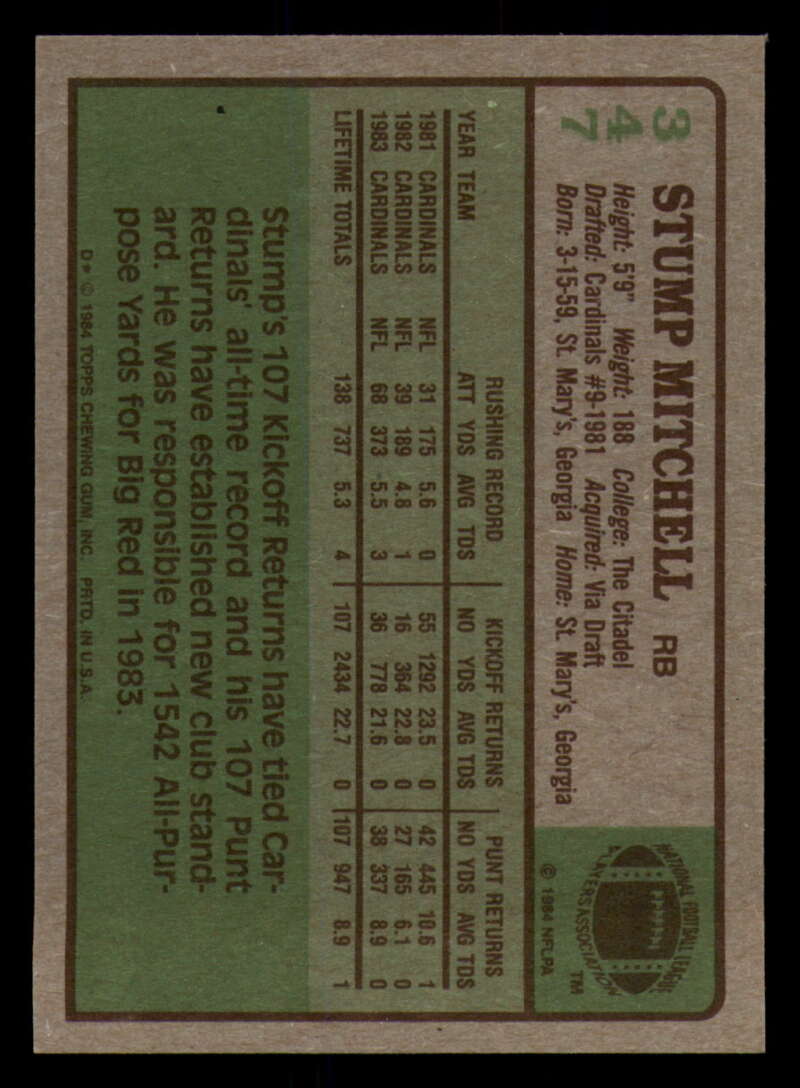 347
STUMP MITCHELL RB
Height: 5'9" Weight: 188 College: The Citadel
Drafted: Cardinals #9-1981 Acquired: Via Draft
Born: 3-15-59, St. Mary's, Georgia Home: St. Mary's, Georgia
NATIONAL FOOTBALL LEAGUE
PLAYERS ASSOCIATION
TM
© 1984 NFLPA
RUSHING RECORD KICKOFF RETURNS PUNT RETURNS
YEAR TEAM ATT YDS AVG TDS NO YDS AVG TDS NO YDS AVG TDS
1981 CARDINALS NFL 31 175 5.6 0 55 1292 23.5 0 42 445 10.6 1
1982 CARDINALS NFL 39 189 4.8 1 16 364 22.8 0 27 165 6.1 0
1983 CARDINALS NFL 68 373 5.5 3 36 778 21.6 0 38 337 8.9 0
LIFETIME TOTALS 138 737 5.3 4 107 2434 22.7 0 107 947 8.9 1
Stump's 107 Kickoff Returns have tied Car-
dinals' all-time record and his 107 Punt
Returns have established new club stand-
ard. He was responsible for 1542 All-Pur-
pose Yards for Big Red in 1983.
D* © 1984 TOPPS CHEWING GUM, INC. PRTD. IN U.S.A.